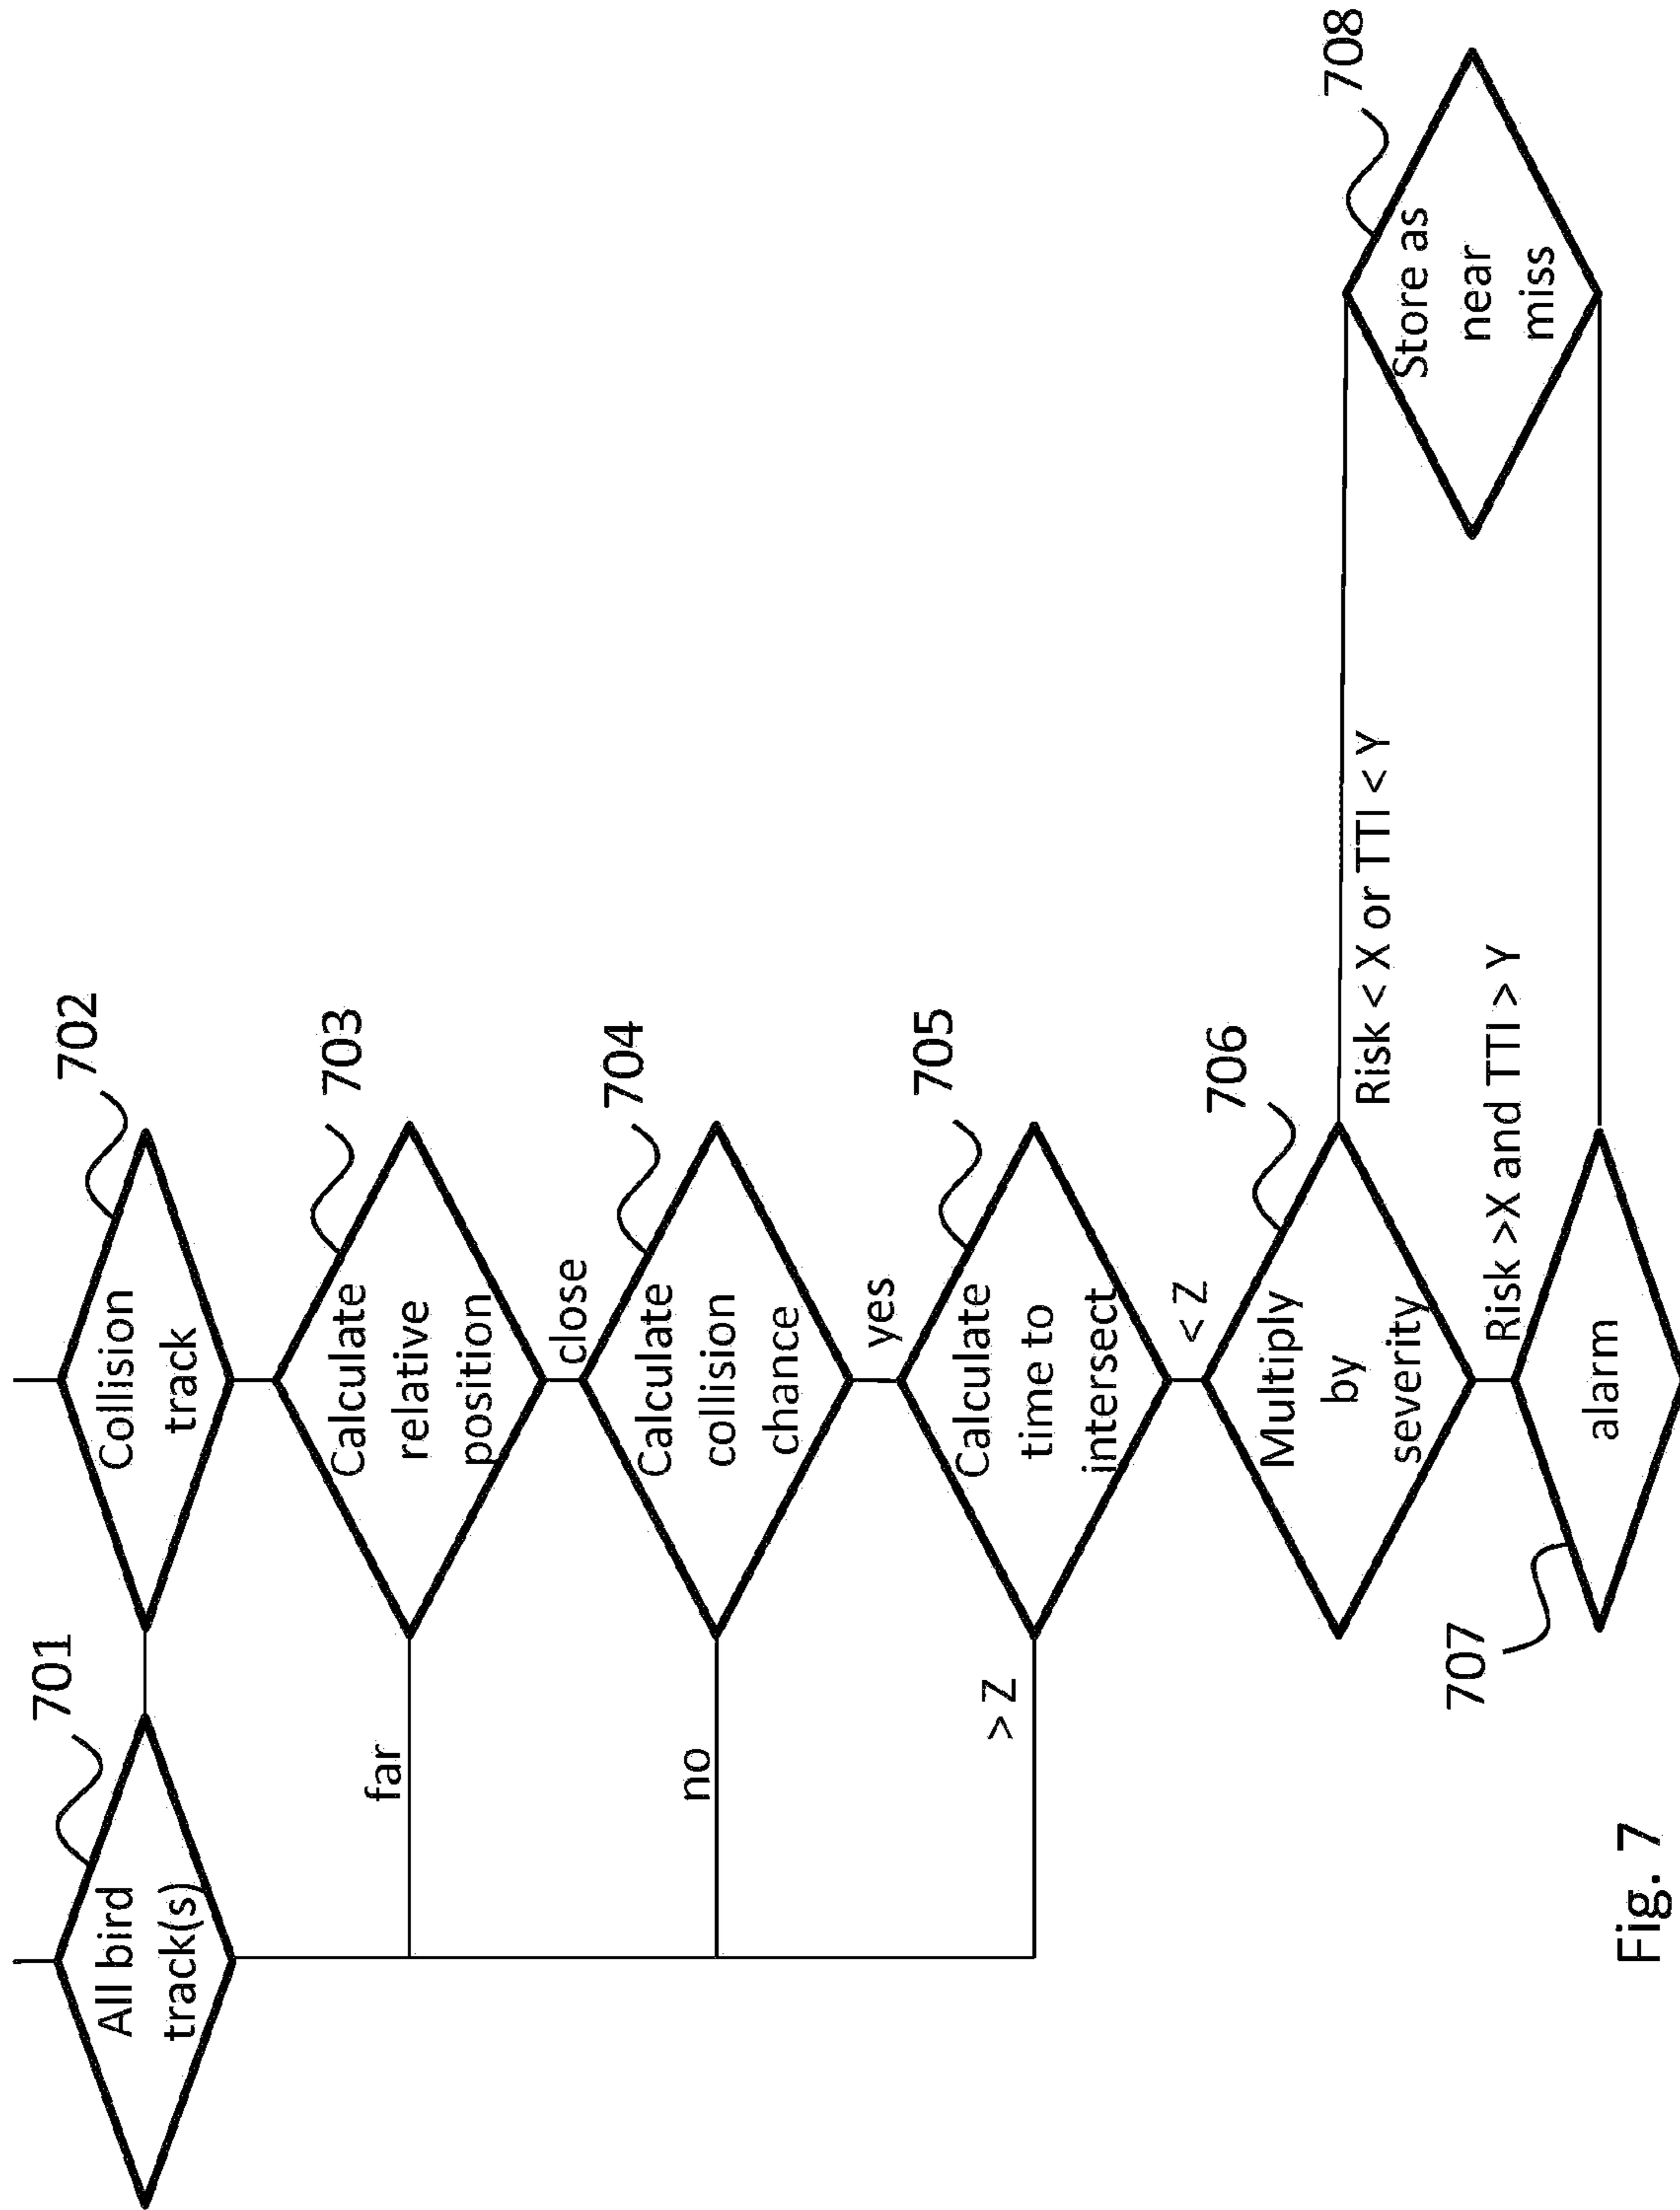 701
All bird
track(s)
702
Collision
track
703
Calculate
relative
position
far
close
704
Calculate
collision
chance
no
yes
705
Calculate
time to
intersect
> Z
< Z
706
Multiply
by
severity
Risk < X or TTI < Y
Risk >X and TTI > Y
707
alarm
708
Store as
near
miss
Fig. 7